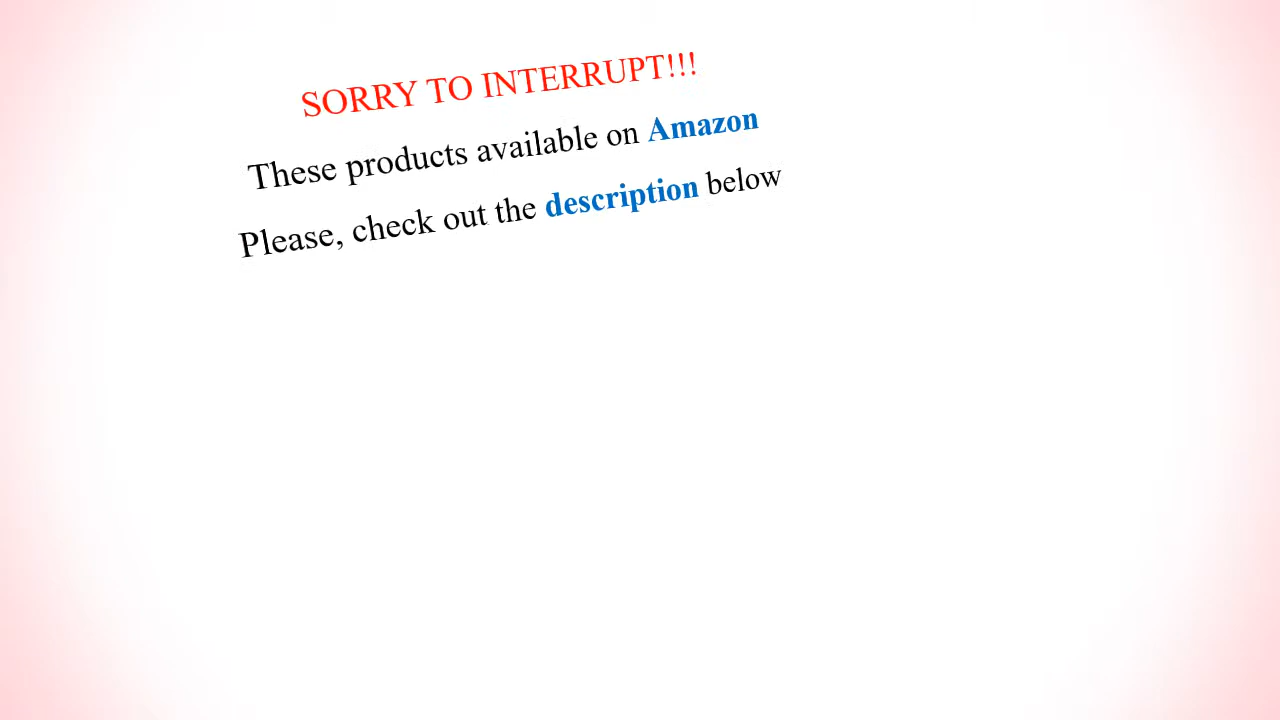 SORRY TO INTERRUPT!!!
These products available on Amazon
Please, check out the description below